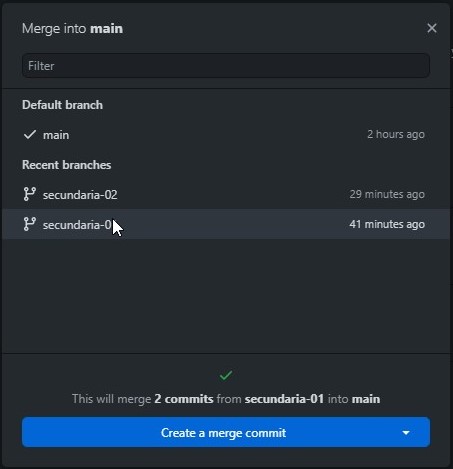 Merge into main
Filter
Default branch
main 2 hours ago
Recent branches
secundaria-02 29 minutes ago
secundaria-0 41 minutes ago
This will merge 2 commits from secundaria-01 into main
Create a merge commit